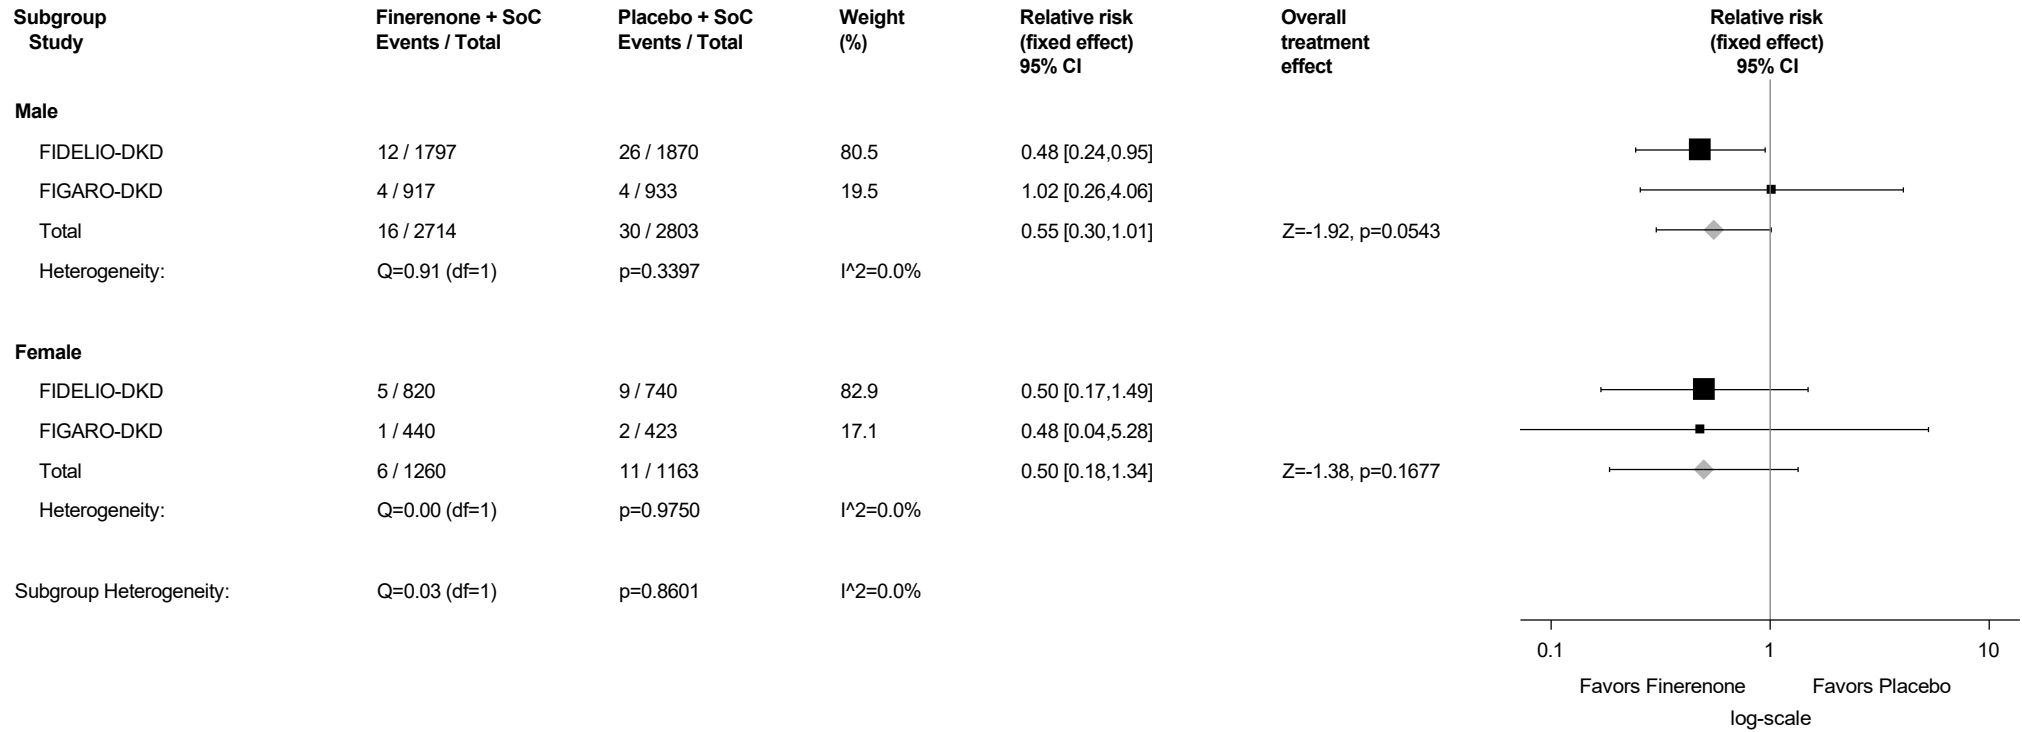 Subgroup Finerenone + SoC Placebo + SoC Weight Relative risk Overall Relative risk
Study Events / Total Events / Total (%) (fixed effect) treatment (fixed effect)
95% CI effect 95% CI
Male
FIDELIO-DKD 12 / 1797 26 / 1870 80.5 0.48 [0.24,0.95]
FIGARO-DKD 4 / 917 4 / 933 19.5 1.02 [0.26,4.06]
Total 16 / 2714 30 / 2803 0.55 [0.30,1.01] Z=-1.92, p=0.0543
Heterogeneity: Q=0.91 (df=1) p=0.3397 I^2=0.0%
Female
FIDELIO-DKD 5 / 820 9 / 740 82.9 0.50 [0.17,1.49]
FIGARO-DKD 1 / 440 2 / 423 17.1 0.48 [0.04,5.28]
Total 6 / 1260 11 / 1163 0.50 [0.18,1.34] Z=-1.38, p=0.1677
Heterogeneity: Q=0.00 (df=1) p=0.9750 I^2=0.0%
Subgroup Heterogeneity: Q=0.03 (df=1) p=0.8601 I^2=0.0%
0.1 1 10
Favors Finerenone Favors Placebo
log-scale